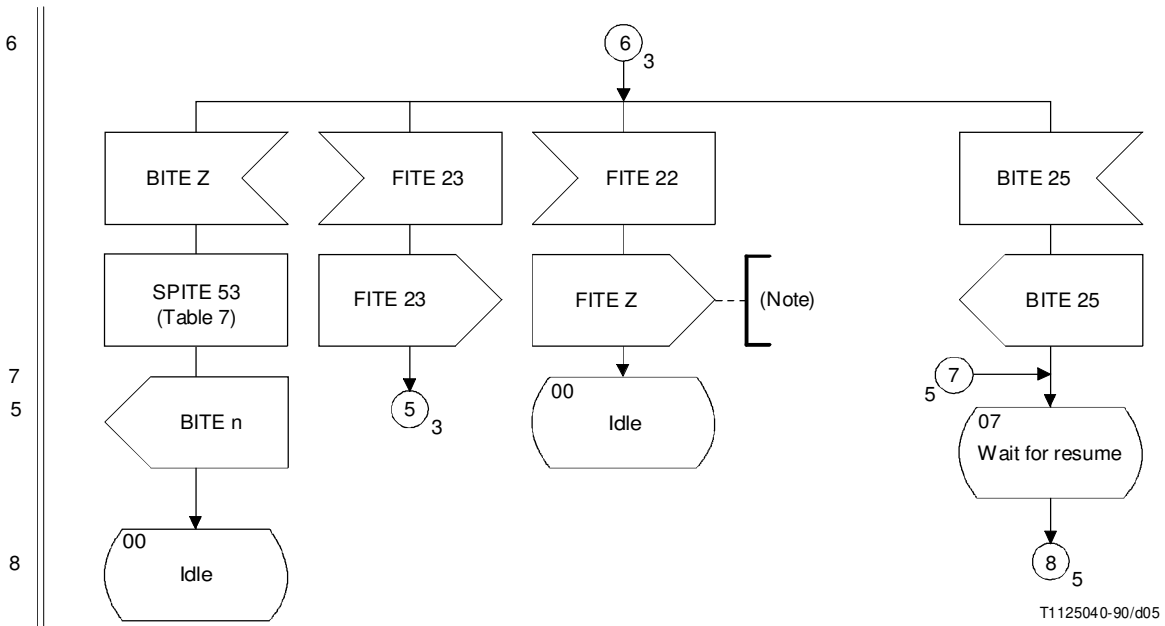 6
6
3
BITE Z
FITE 23
FITE 22
BITE 25
SPITE 53
(Table 7)
FITE 23
FITE Z
(Note)
BITE 25
7
5
BITE n
5
3
00
Idle
7
5
07
Wait for resume
00
Idle
8
8
5
T1125040-90/d05